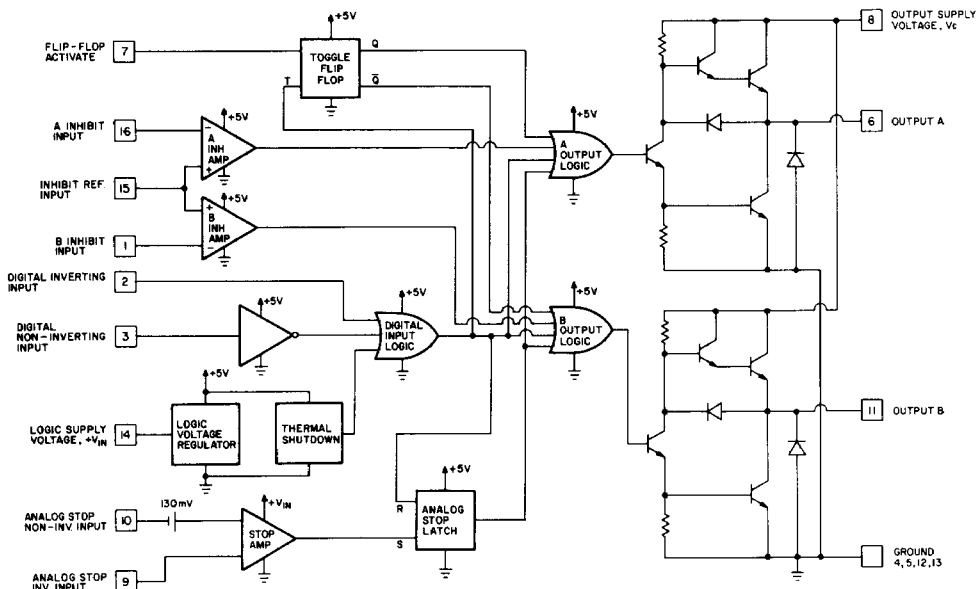 +5V
FLIP-FLOP
ACTIVATE
7
TOGGLE
FLIP
FLOP
T
Q
Q̅
8
OUTPUT SUPPLY
VOLTAGE, Vc
A INHIBIT
INPUT
16
+5V
−
A
INH
AMP
+
INHIBIT REF.
INPUT
15
+5V
+
B
INH
AMP
−
B INHIBIT
INPUT
1
+5V
A
OUTPUT
LOGIC
6
OUTPUT A
DIGITAL INVERTING
INPUT
2
DIGITAL
NON-INVERTING
INPUT
3
+5V
+5V
DIGITAL
INPUT
LOGIC
+5V
B
OUTPUT
LOGIC
+5V
LOGIC SUPPLY
VOLTAGE, +VIN
14
LOGIC
VOLTAGE
REGULATOR
THERMAL
SHUTDOWN
11
OUTPUT B
ANALOG STOP
NON-INV. INPUT
10
130mV
+VIN
STOP
AMP
ANALOG STOP
INV. INPUT
9
+5V
R
S
ANALOG
STOP
LATCH
GROUND
4, 5, 12, 13